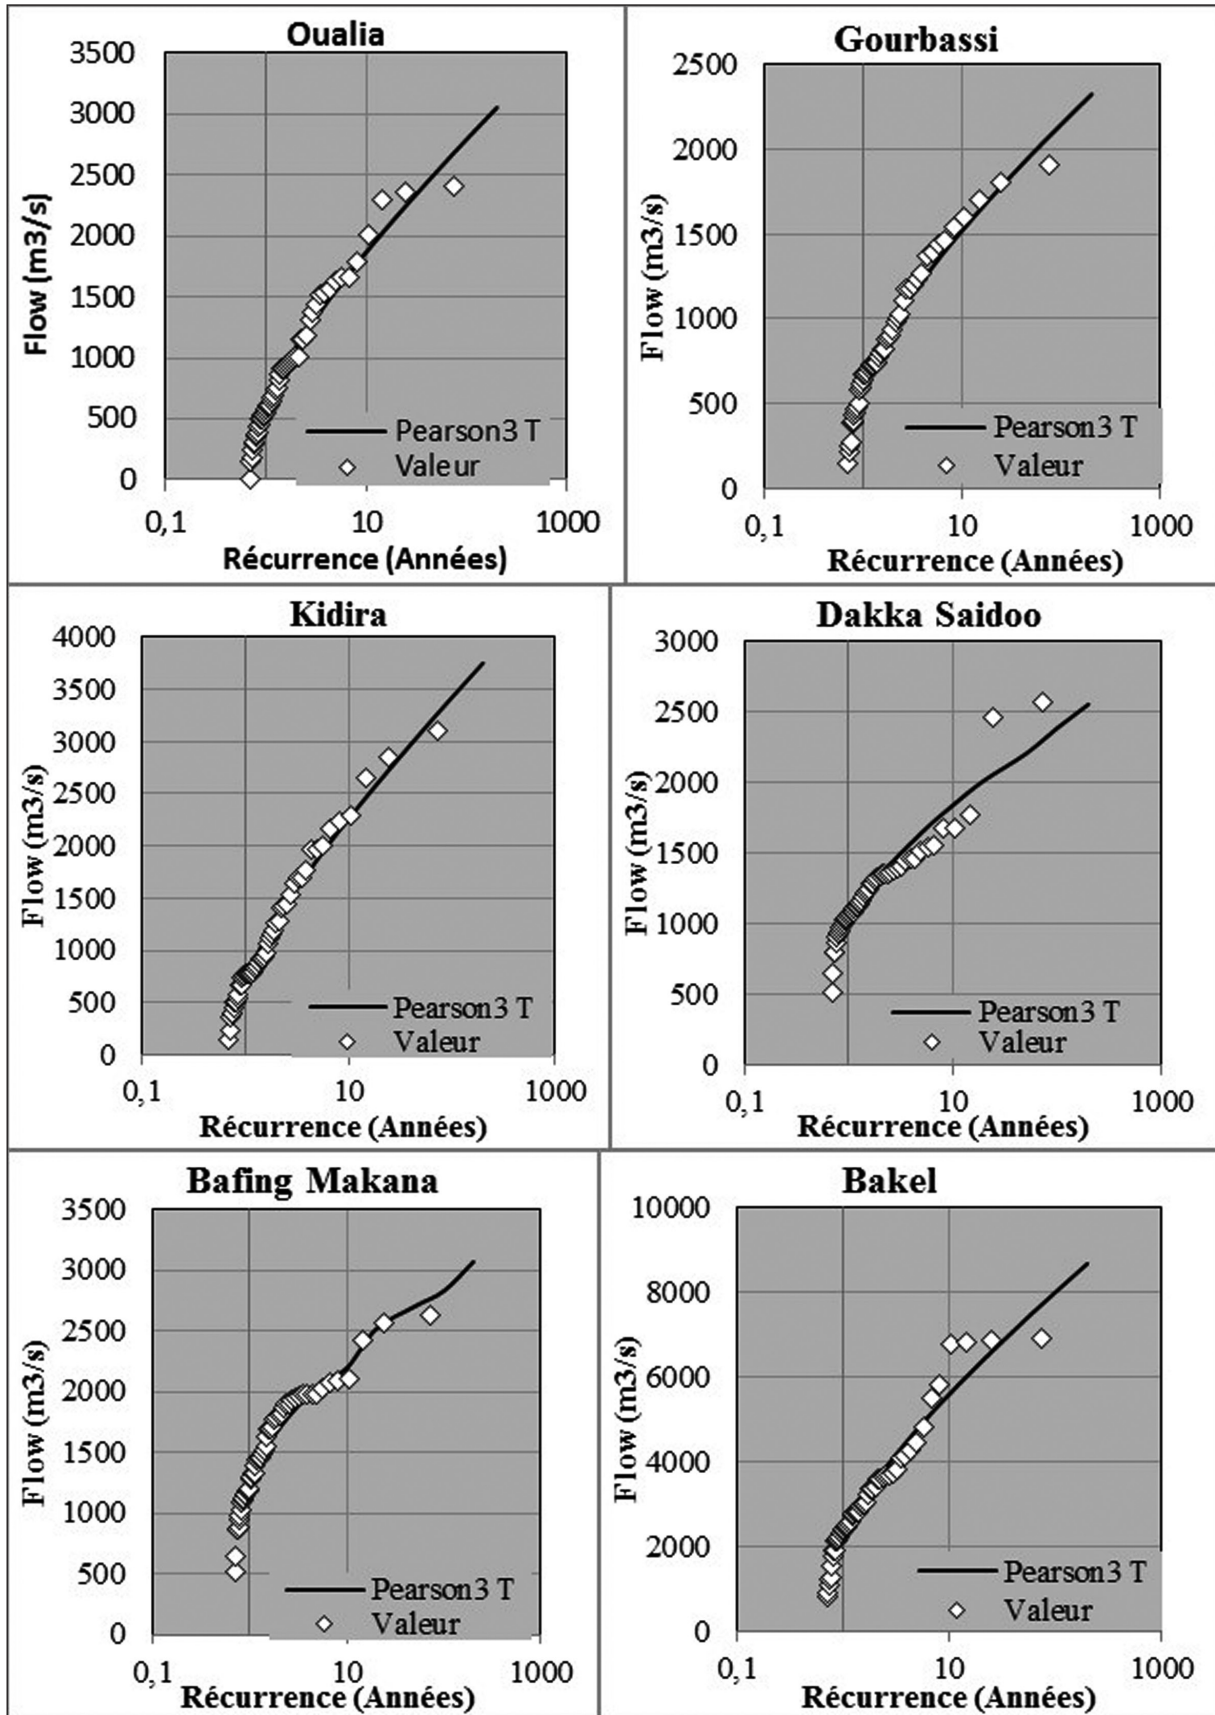 Oualia
3500
3000
2500
2000
1500
1000
500
0
Flow (m3/s)
Pearson3 T
Valeur
0,1
10
1000
Récurrence (Années)
Gourbassi
2500
2000
1500
1000
500
0
Flow (m3/s)
Pearson3 T
Valeur
0,1
10
1000
Récurrence (Années)
Kidira
4000
3500
3000
2500
2000
1500
1000
500
0
Flow (m3/s)
Pearson3 T
Valeur
0,1
10
1000
Récurrence (Années)
Dakka Saidoo
3000
2500
2000
1500
1000
500
0
Flow (m3/s)
Pearson3 T
Valeur
0,1
10
1000
Récurrence (Années)
Bafing Makana
3500
3000
2500
2000
1500
1000
500
0
Flow (m3/s)
Pearson3 T
Valeur
0,1
10
1000
Récurrence (Années)
Bakel
10000
8000
6000
4000
2000
0
Flow (m3/s)
Pearson3 T
Valeur
0,1
10
1000
Récurrence (Années)